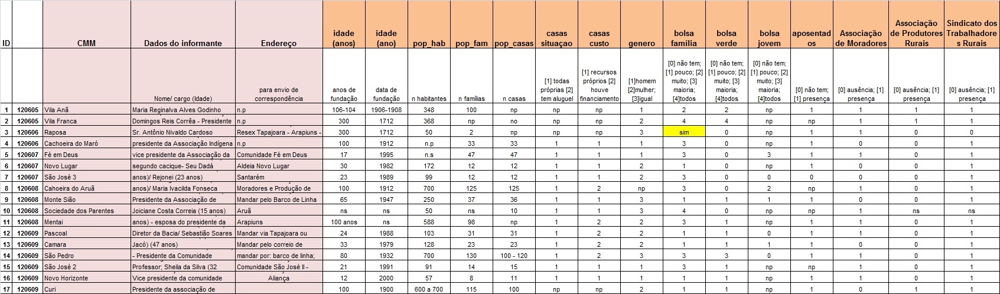 ID CMM Dados do informante Endereço idade (anos) idade (ano) pop_hab pop_fam pop_casas casas situaçao casas custo genero bolsa família bolsa verde bolsa jovem aposentad os Associação de Moradores Associação de Produtores Rurais Sindicato dos Trabalhadore s Rurais
Nome/ cargo (Idade) para envio de correspondência anos de fundação data de fundação n habitantes n famílias n casas [1] todas próprias [2] tem aluguel [1] recursos próprios [2] houve financiamento [1]homem [2]mulher; [3]igual [0] não tem; [1] pouco; [2] muito; [3] maioria; [4]todos [0] não tem; [1] pouco; [2] muito; [3] maioria; [4]todos [0] não tem; [1] pouco; [2] muito; [3] maioria; [4]todos [0] não tem; [1] presença [0] ausência; [1] presença [0] ausência; [1] presença [0] ausência; [1] presença
1 120605 Vila Anã Maria Reginalva Alves Godinho n.p 106-104 1906-1908 348 100 np np np 1 2 2 np 1 1 1 1
2 120605 Vila Franca Domingos Reis Corrêa - Presidente n.p 300 1712 368 np no np np 2 4 4 np np 1 1 1
3 120606 Raposa Sr. Antônio Nivaldo Cardoso Resex Tapajoara - Arapiuns - 300 1712 50 2 np np np 3 sim 0 np 1 1 0 0
4 120606 Cachoeira do Maró presidente da Associação Indígena n.p 100 1912 n.p 33 33 1 1 1 3 0 np 1 0 0 1
5 120607 Fé em Deus vice presidente da Associação da Comunidade Fé em Deus 17 1995 n.s 47 47 1 1 1 3 0 3 1 1 0 1
6 120607 Novo Lugar segundo cacique- Seu Dadá Aldeia Novo Lugar 30 1982 172 12 12 1 1 2 1 0 np 1 0 0 1
7 120607 São José 3 anos)/ Rejonei (23 anos) Santarém 23 1989 99 12 12 1 1 2 3 0 0 0 1 0 1
8 120608 Cahoeira do Aruã anos)/ Maria Ivacilda Fonseca Moradores e Produção de 100 1912 700 125 125 1 2 np 3 0 2 np 1 0 1
9 120608 Monte Sião Presidente da Associação de Mandar pelo Barco de Linha 65 1947 250 37 36 1 1 3 1 1 1 1 1 0 1
10 120608 Sociedade dos Parentes Joiciane Costa Correia (15 anos) Aruã ns ns 50 ns 10 1 1 3 4 0 np np 1 ns ns
11 120608 Mentai anos) - esposa do presidente da Arapiuns 100 anos ns 588 98 np 1 2 2 3 1 np 1 1 0 1
12 120609 Pascoal Diretor da Bacia/ Sebastião Soares Mandar via Tapajoara ou 24 1988 103 31 31 1 2 2 1 1 np 1 1 0 1
13 120609 Camara Jacó) (47 anos) Mandar pelo correio de 33 1979 128 23 23 1 2 2 1 1 1 1 0 0 1
14 120609 São Pedro - Presidente da Comunidade mandar por: barco de linha; 80 1932 700 130 100 - 120 1 2 3 3 3 0 1 1 0 1
15 120609 São José 2 Professor; Sheila da Silva (32 Comunidade São José II - 21 1991 91 14 15 1 1 1 3 1 np np 1 0 1
16 120609 Novo Horizonte Vice presidente da comunidade Aliança 12 2000 57 8 11 1 1 1 1 1 np 1 0 0 1
17 120609 Curi Presidente da associação de 100 1900 600 a 700 115 100 np np 2 1 1 np 1 0 1 1